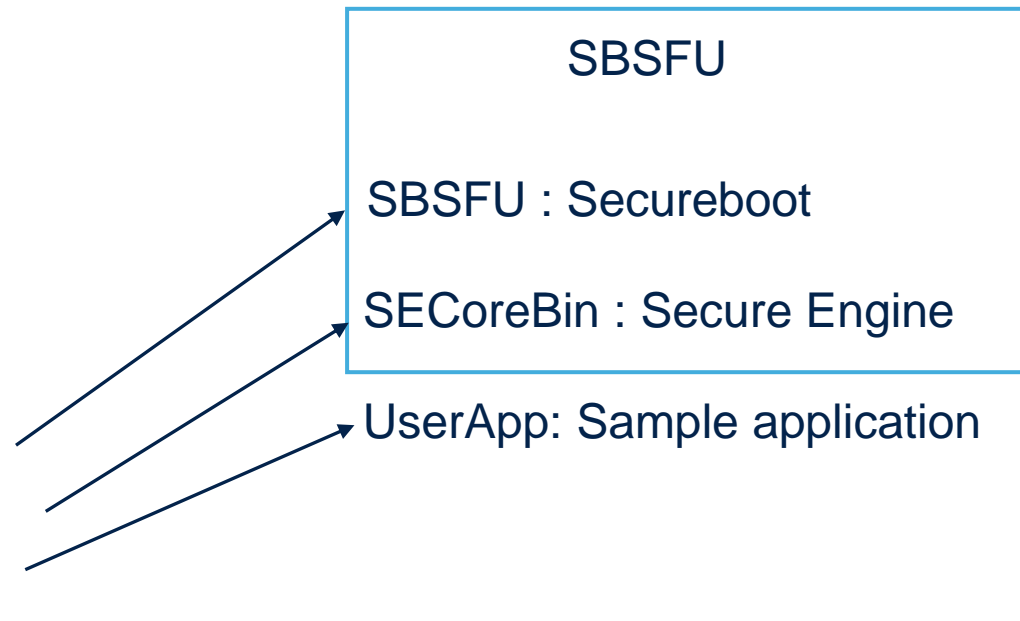 SBSFU
SBSFU : Secureboot
SECoreBin : Secure Engine
UserApp: Sample application